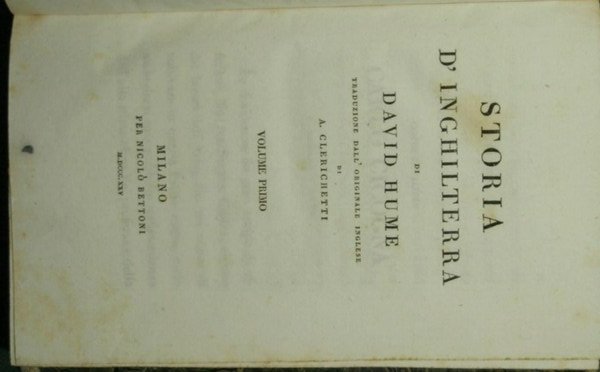 STORIA
D' INGHILTERRA
DI
DAVID HUME
TRADUZIONE DALL' ORIGINALE INGLESE
DI
A. CLERICHETTI
VOLUME PRIMO
MILANO
PER NICOLÒ BETTONI
M.DCCC.XXV